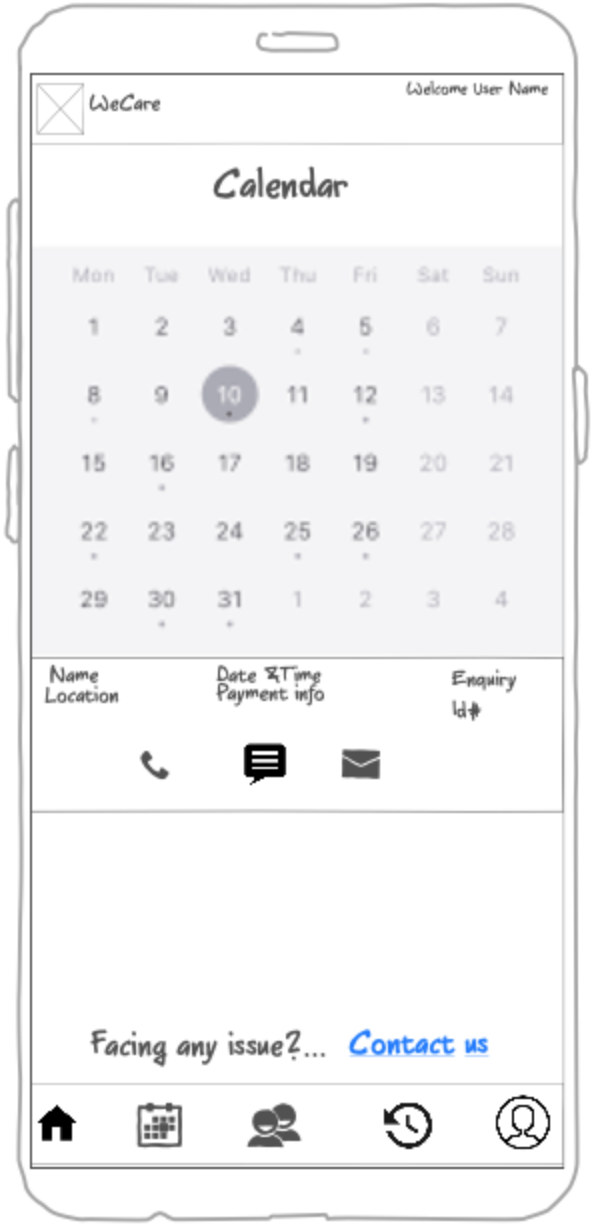 WeCare
Welcome User Name
Calendar
Mon Tue Wed Thu Fri Sat Sun
1 2 3 4 5 6 7
8 9 10 11 12 13 14
15 16 17 18 19 20 21
22 23 24 25 26 27 28
29 30 31 1 2 3 4
Name Date &Time Enquiry
Location Payment info Id#
Facing any issue?... Contact us